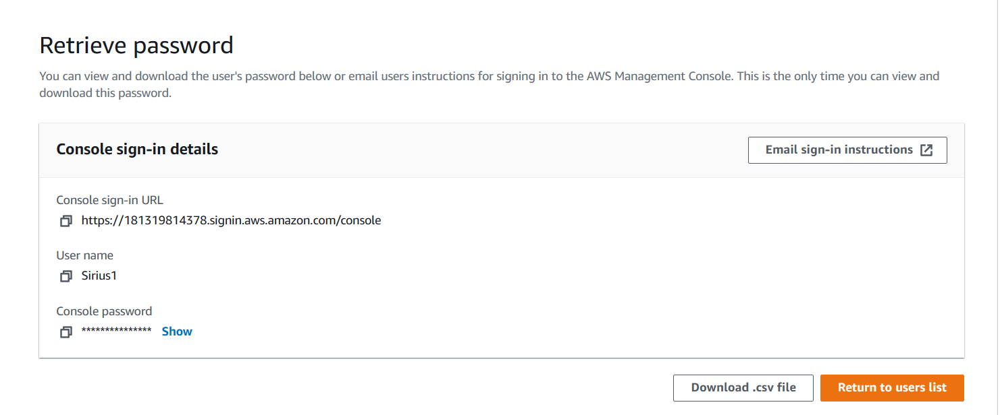 Retrieve password
You can view and download the user's password below or email users instructions for signing in to the AWS Management Console. This is the only time you can view and
download this password.
Console sign-in details
Email sign-in instructions
Console sign-in URL
https://181319814378.signin.aws.amazon.com/console
User name
Sirius1
Console password
*************** Show
Download .csv file
Return to users list